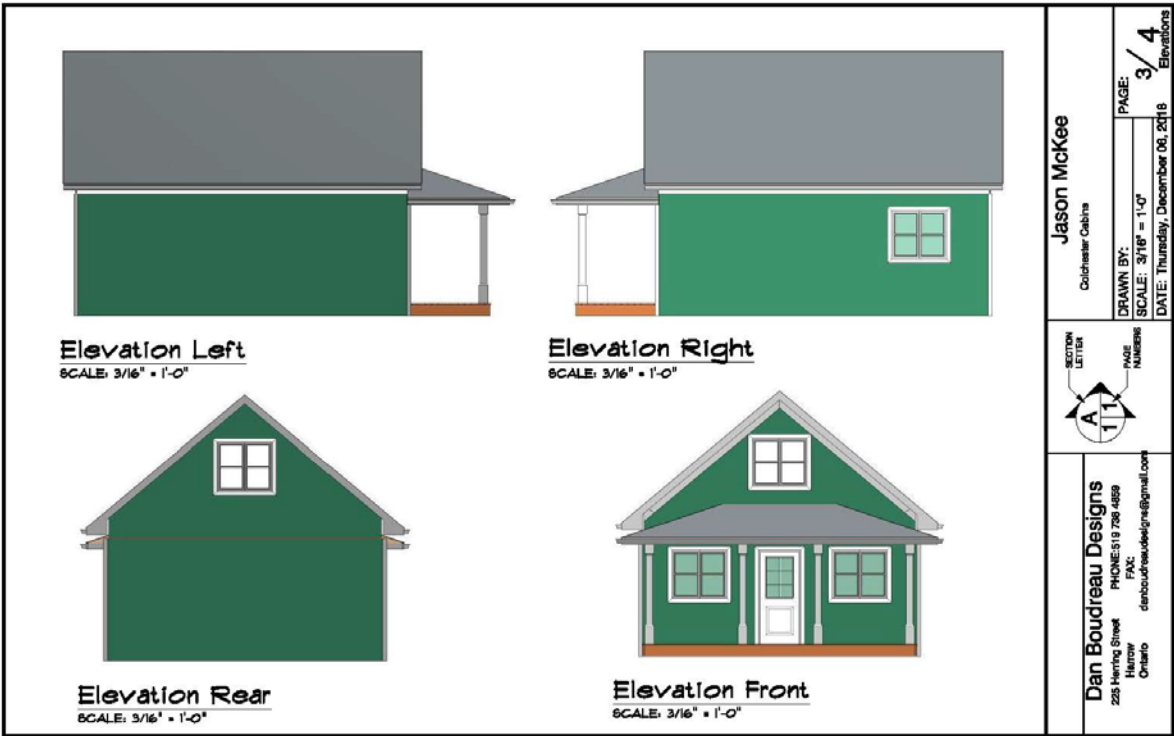 Elevation Left
SCALE: 3/16" = 1'-0"
Elevation Right
SCALE: 3/16" = 1'-0"
Elevation Rear
SCALE: 3/16" = 1'-0"
Elevation Front
SCALE: 3/16" = 1'-0"
Jason McKee
Colchester Cabins
DRAWN BY:
SCALE: 3/16" = 1'-0"
DATE: Thursday, December 06, 2018
PAGE:
3/4
Elevations
SECTION
LETTER
A
1 1
PAGE
NUMBERS
Dan Boudreau Designs
225 Herring Street PHONE:519 738 4859
Harrow FAX:
Ontario danboudreaudesigns@gmail.com